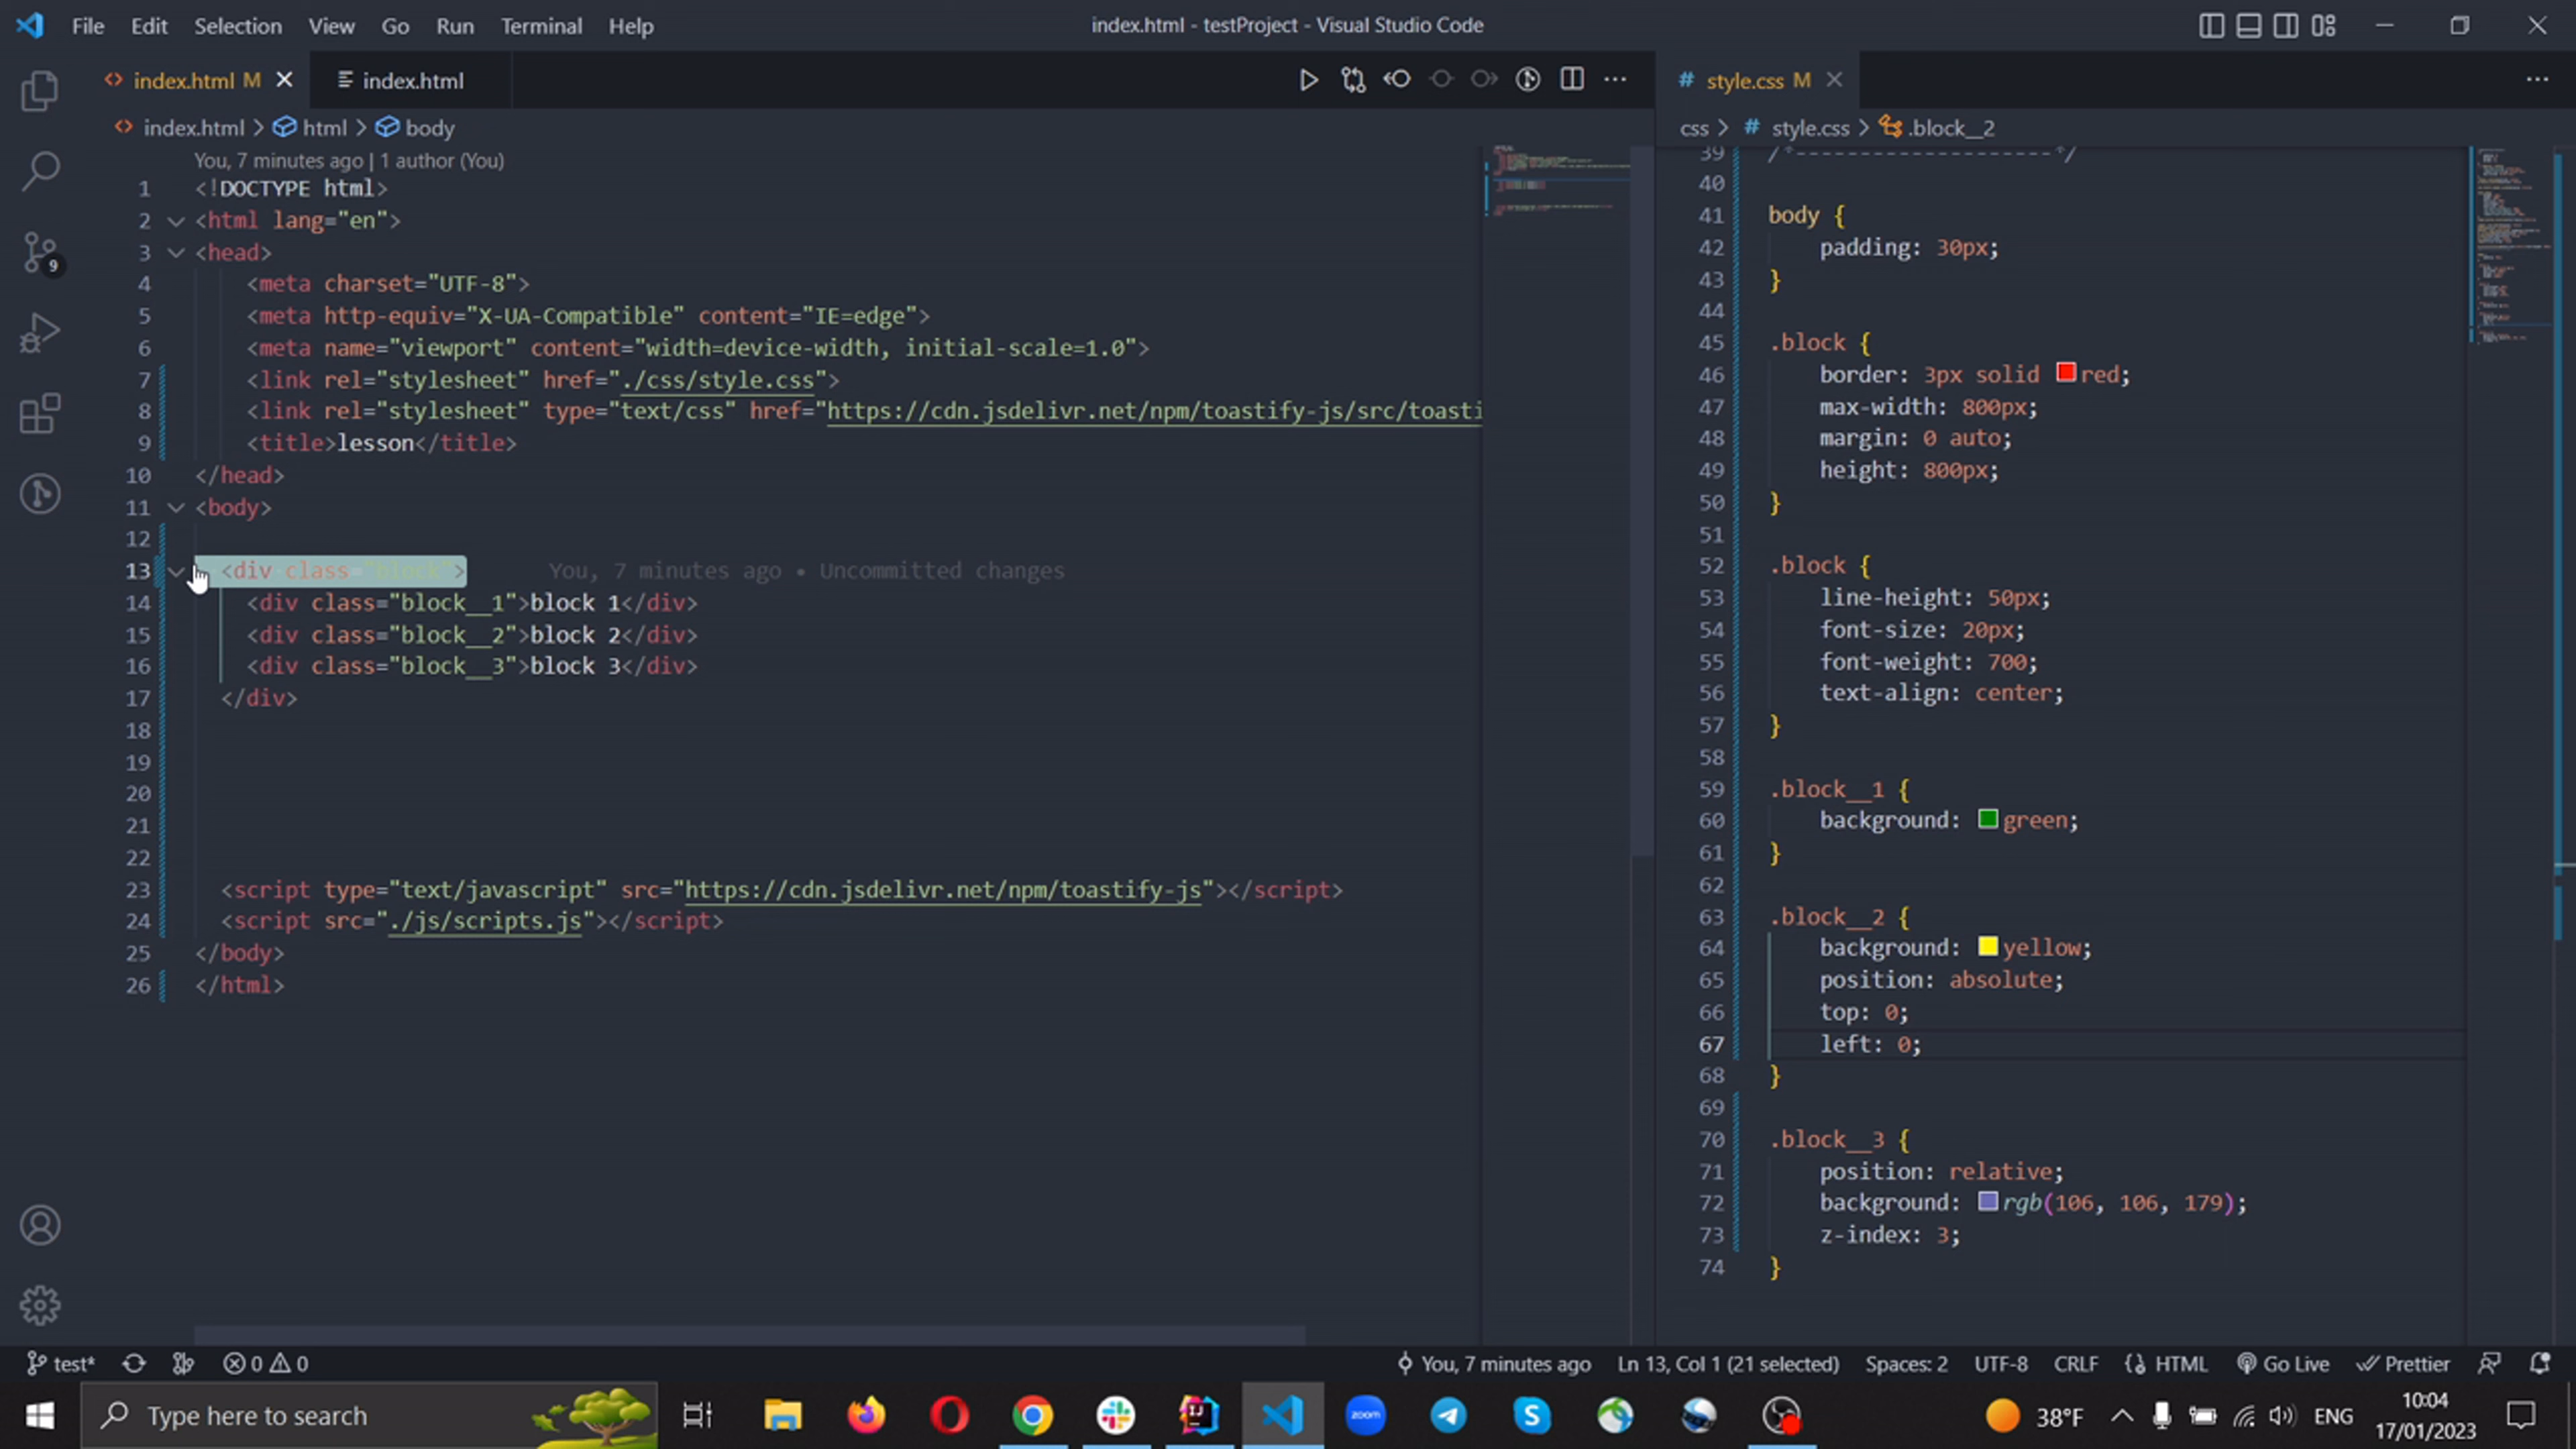 File Edit Selection View Go Run Terminal Help
index.html - testProject - Visual Studio Code
index.html M
index.html
index.html > html > body
You, 7 minutes ago | 1 author (You)
1 <!DOCTYPE html>
2 <html lang="en">
3 <head>
4 <meta charset="UTF-8">
5 <meta http-equiv="X-UA-Compatible" content="IE=edge">
6 <meta name="viewport" content="width=device-width, initial-scale=1.0">
7 <link rel="stylesheet" href="./css/style.css">
8 <link rel="stylesheet" type="text/css" href="https://cdn.jsdelivr.net/npm/toastify-js/src/toasti
9 <title>lesson</title>
10 </head>
11 <body>
12
13 <div class="block"> You, 7 minutes ago • Uncommitted changes
14 <div class="block__1">block 1</div>
15 <div class="block__2">block 2</div>
16 <div class="block__3">block 3</div>
17 </div>
18
19
20
21
22
23 <script type="text/javascript" src="https://cdn.jsdelivr.net/npm/toastify-js"></script>
24 <script src="./js/scripts.js"></script>
25 </body>
26 </html>
style.css M
css > # style.css > .block__2
39 /*--------------------*/
40
41 body {
42 padding: 30px;
43 }
44
45 .block {
46 border: 3px solid red;
47 max-width: 800px;
48 margin: 0 auto;
49 height: 800px;
50 }
51
52 .block {
53 line-height: 50px;
54 font-size: 20px;
55 font-weight: 700;
56 text-align: center;
57 }
58
59 .block__1 {
60 background: green;
61 }
62
63 .block__2 {
64 background: yellow;
65 position: absolute;
66 top: 0;
67 left: 0;
68 }
69
70 .block__3 {
71 position: relative;
72 background: rgb(106, 106, 179);
73 z-index: 3;
74 }
9
test* 0 0 You, 7 minutes ago Ln 13, Col 1 (21 selected) Spaces: 2 UTF-8 CRLF HTML Go Live Prettier
Type here to search
zoom
38°F
ENG
10:04
17/01/2023